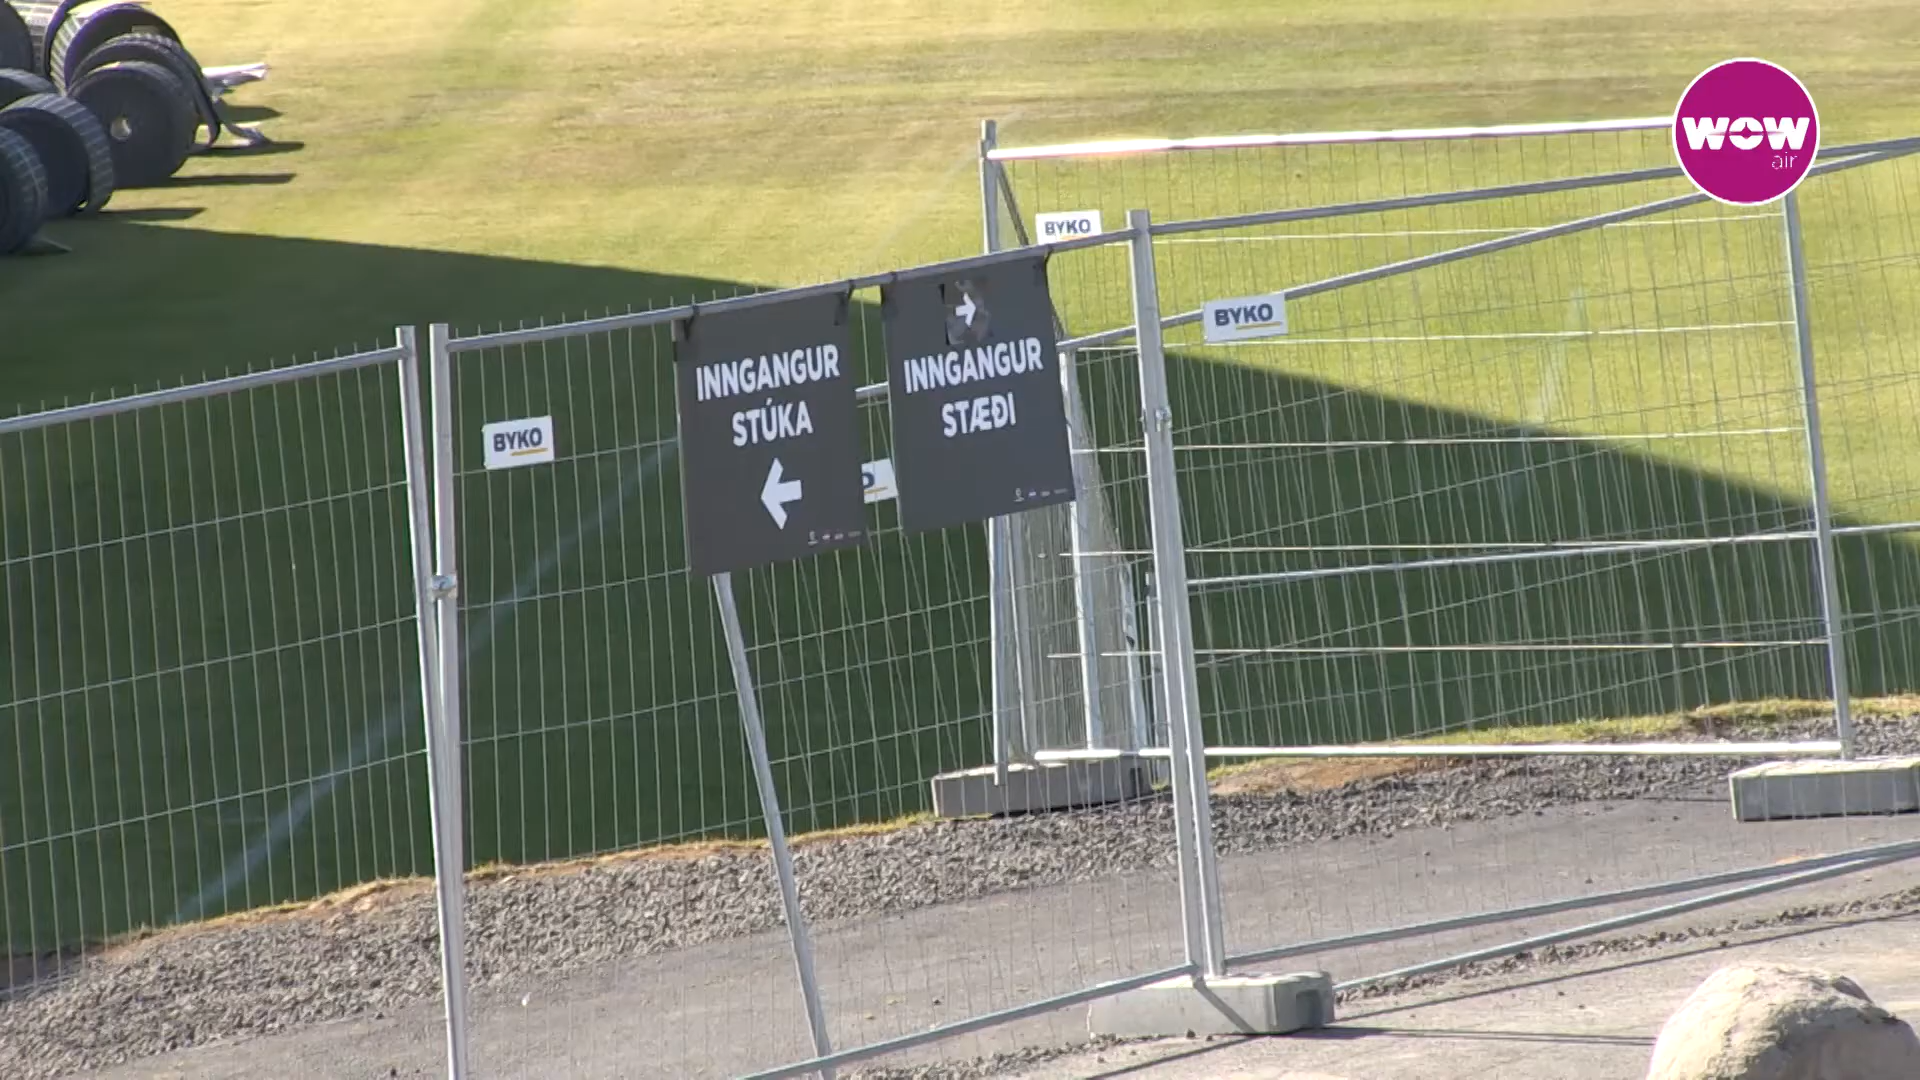 WOW
air
BYKO
BYKO
BYKO
INNGANGUR
STÚKA
INNGANGUR
STÆÐI